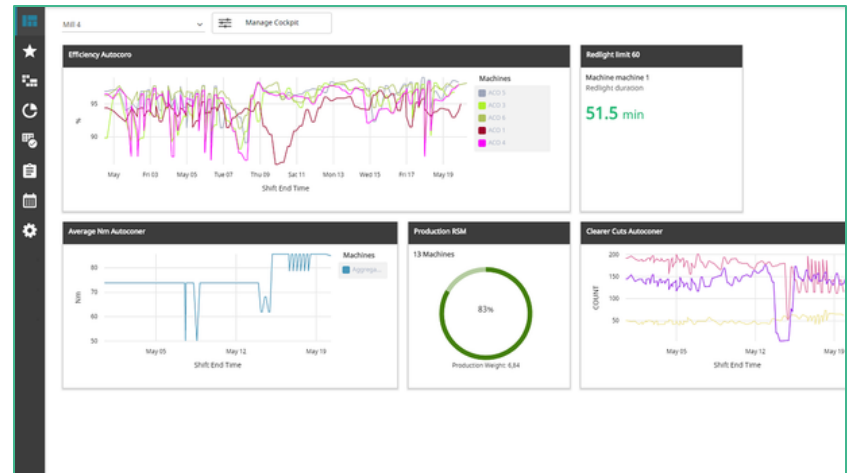 Mill 4
Manage Cockpit
Efficiency Autocoro
Machines
ACO 5
ACO 3
ACO 6
ACO 1
ACO 4
95
90
%
May Fri 03 May 05 Tue 07 Thu 09 Sat 11 Mon 13 Wed 15 Fri 17 May 19
Shift End Time
Redlight limit 60
Machine machine 1
Redlight duration
51.5 min
Average Nm Autoconer
Machines
Aggrega...
80
70
60
50
Nm
May 05 May 12 May 19
Shift End Time
Production RSM
13 Machines
83%
Production Weight: 6,84
Clearer Cuts Autoconer
200
150
100
50
COUNT
May 05 May 12 May 19
Shift End Time